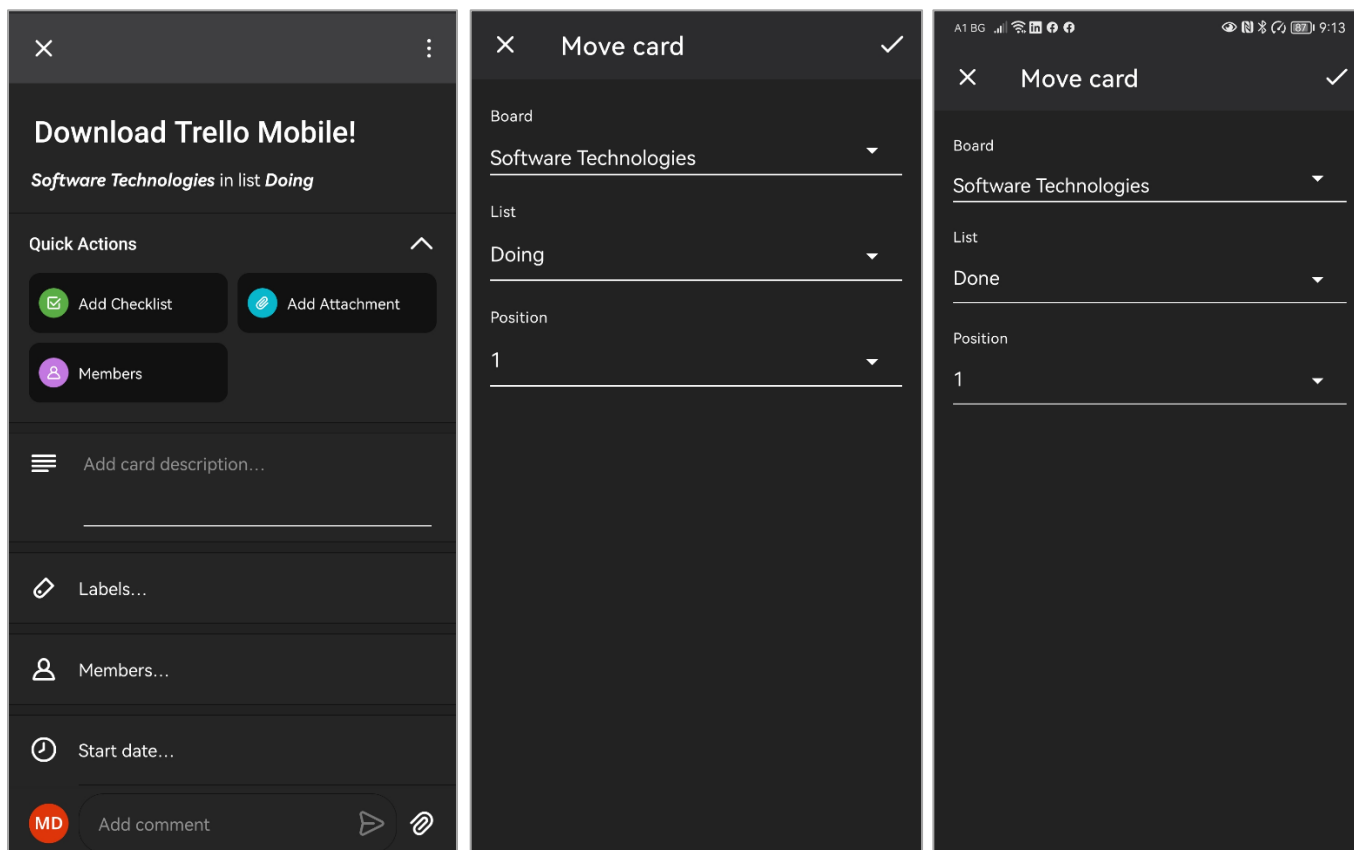 Download Trello Mobile!
Software Technologies in list Doing
Quick Actions
Add Checklist
Add Attachment
Members
Add card description...
Labels...
Members...
Start date...
MD
Add comment
Move card
Board
Software Technologies
List
Doing
Position
1
A1 BG
87
9:13
Move card
Board
Software Technologies
List
Done
Position
1